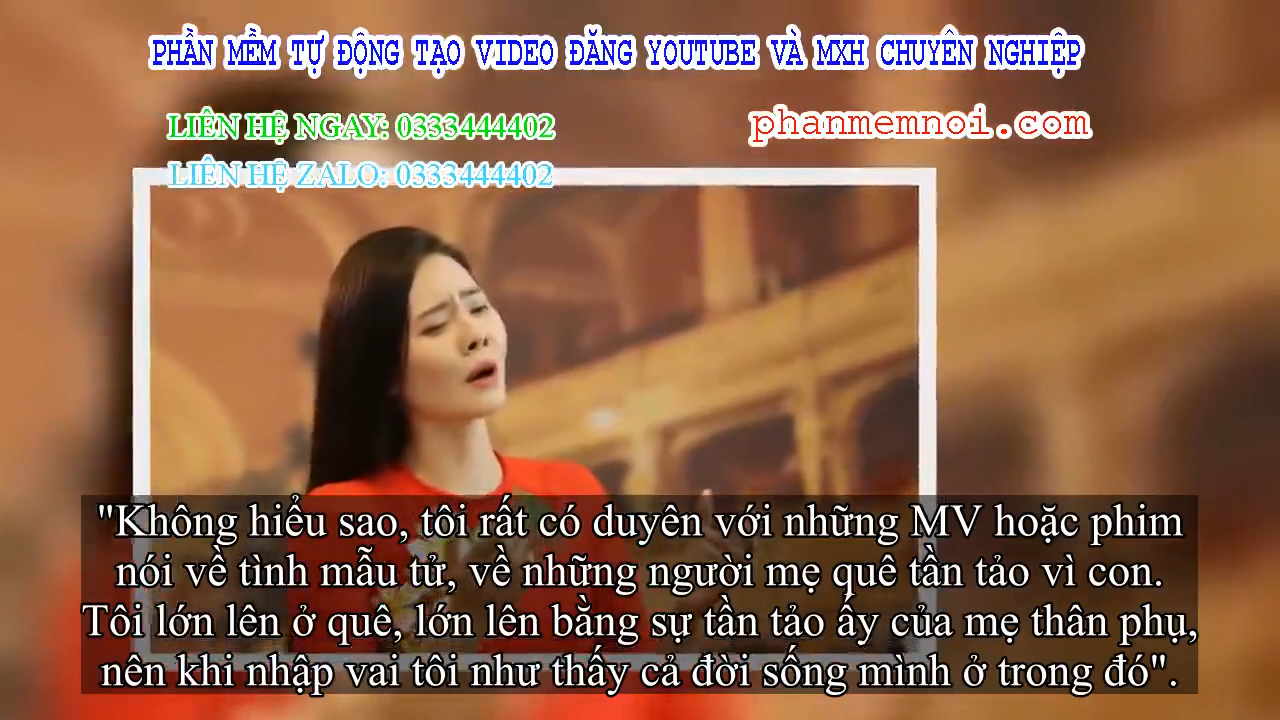 PHẦN MỀM TỰ ĐỘNG TẠO VIDEO ĐĂNG YOUTUBE VÀ MXH CHUYÊN NGHIỆP
LIÊN HỆ NGAY: 0333444402
phanmemnoi.com
LIÊN HỆ ZALO: 0333444402
"Không hiểu sao, tôi rất có duyên với những MV hoặc phim
nói về tình mẫu tử, về những người mẹ quê tần tảo vì con.
Tôi lớn lên ở quê, lớn lên bằng sự tần tảo ấy của mẹ thân phụ,
nên khi nhập vai tôi như thấy cả đời sống mình ở trong đó".